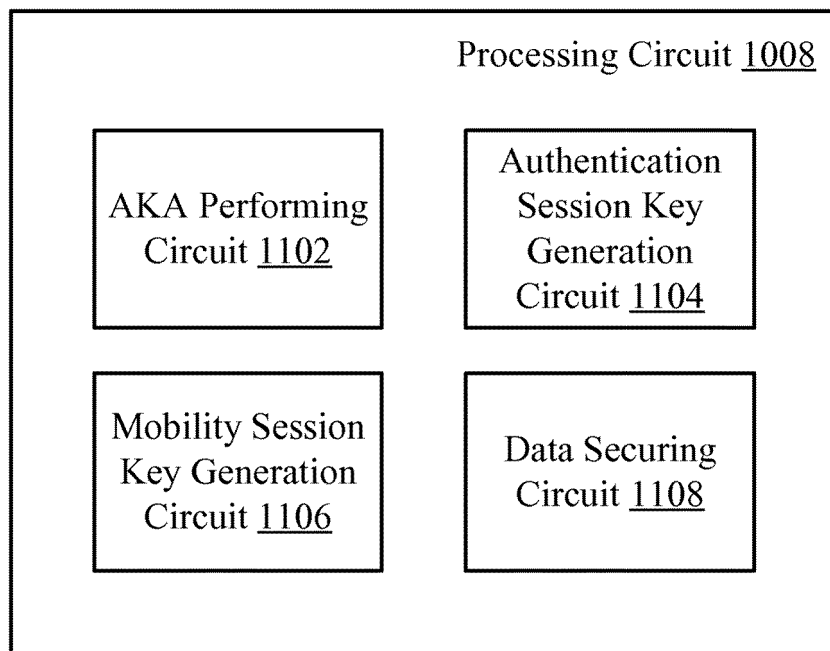 Processing Circuit 1008
AKA Performing
Circuit 1102
Authentication
Session Key
Generation
Circuit 1104
Mobility Session
Key Generation
Circuit 1106
Data Securing
Circuit 1108